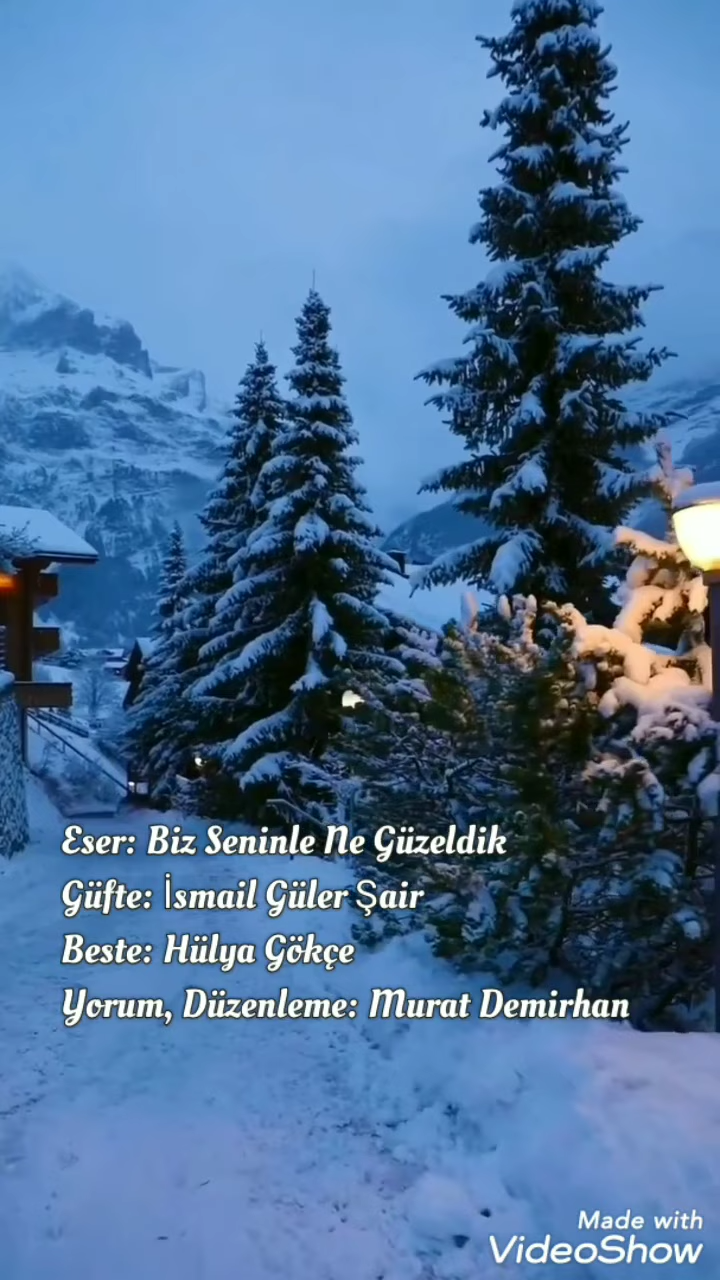 Eser: Biz Seninle Ne Güzeldik
Güfte: İsmail Güler Şair
Beste: Hülya Gökçe
Yorum, Düzenleme: Murat Demirhan
Made with
VideoShow